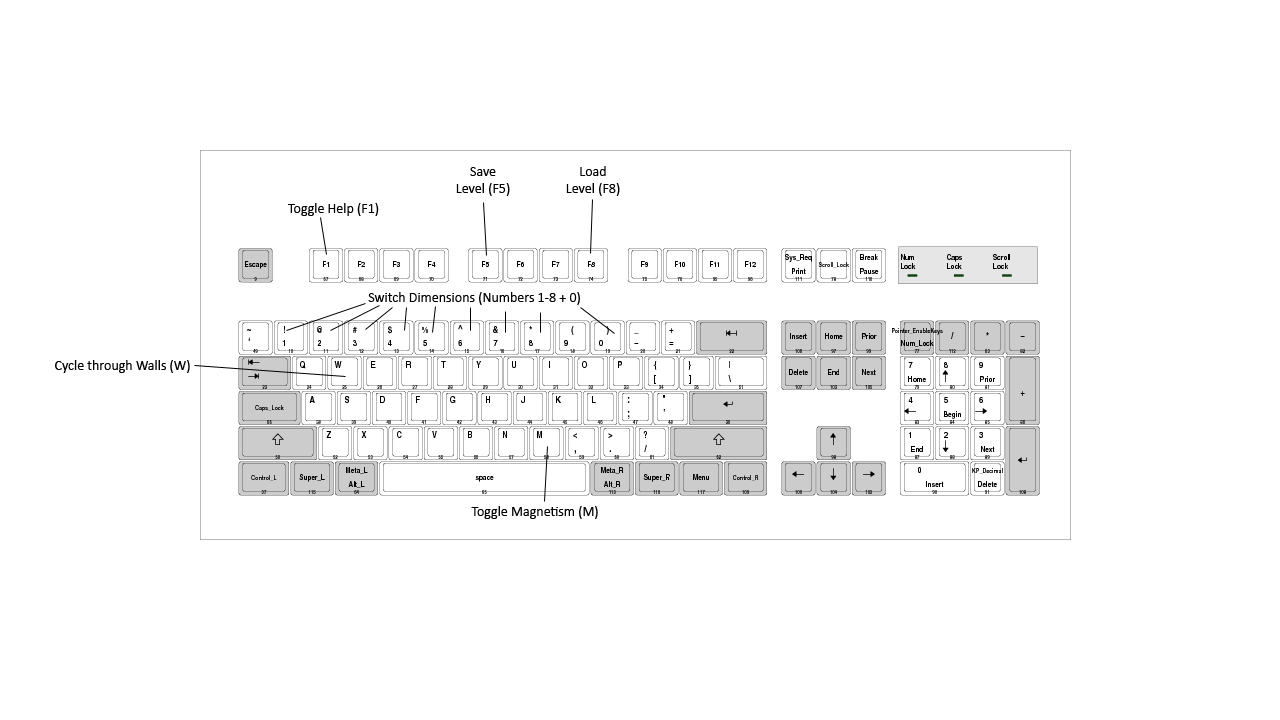 Save
Level (F5)
Load
Level (F8)
Toggle Help (F1)
Escape F1 F2 F3 F4 F5 F6 F7 F8 F9 F10 F11 F12 Sys_Req Print Scroll_Lock Break Pause Num Lock Caps Lock Scroll Lock
Switch Dimensions (Numbers 1-8 + 0)
~ ‘ ! 1 @ 2 # 3 $ 4 % 5 ^ 6 & 7 * 8 ( 9 ) 0 _ – + = Insert Home Prior Pointer_EnableKeys Num_Lock / * –
Cycle through Walls (W)
Q W E R T Y U I O P { [ } ] | \ Delete End Next 7 Home 8 9 Prior +
Caps_Lock A S D F G H J K L : ; " ' 4 5 Begin 6
Z X C V B N M < , > . ? / 1 End 2 3 Next
Control_L Super_L Meta_L Alt_L space Meta_R Alt_R Super_R Menu Control_R 0 Insert KP_Decimal Delete
Toggle Magnetism (M)